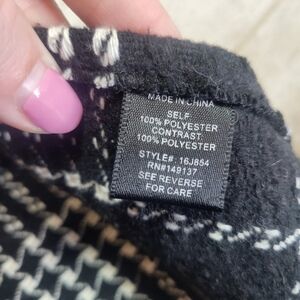 MADE IN CHINA
SELF
100% POLYESTER
CONTRAST:
100% POLYESTER
STYLE#: 16J854
RN#149137
SEE REVERSE
FOR CARE